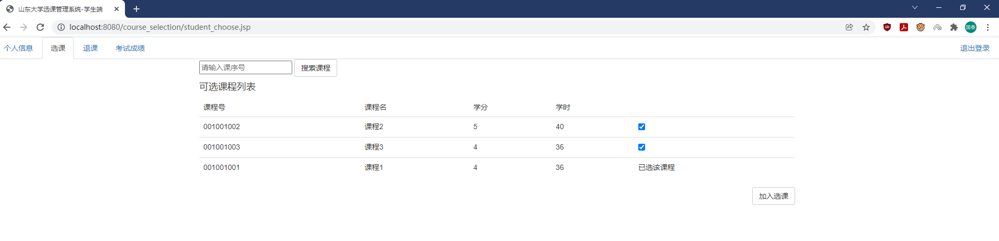 山东大学选课管理系统-学生端
localhost:8080/course_selection/student_choose.jsp
国泰
个人信息 选课 退课 考试成绩 退出登录
请输入课序号 搜索课程
可选课程列表
课程号 课程名 学分 学时
001001002 课程2 5 40
001001003 课程3 4 36
001001001 课程1 4 36 已选该课程
加入选课